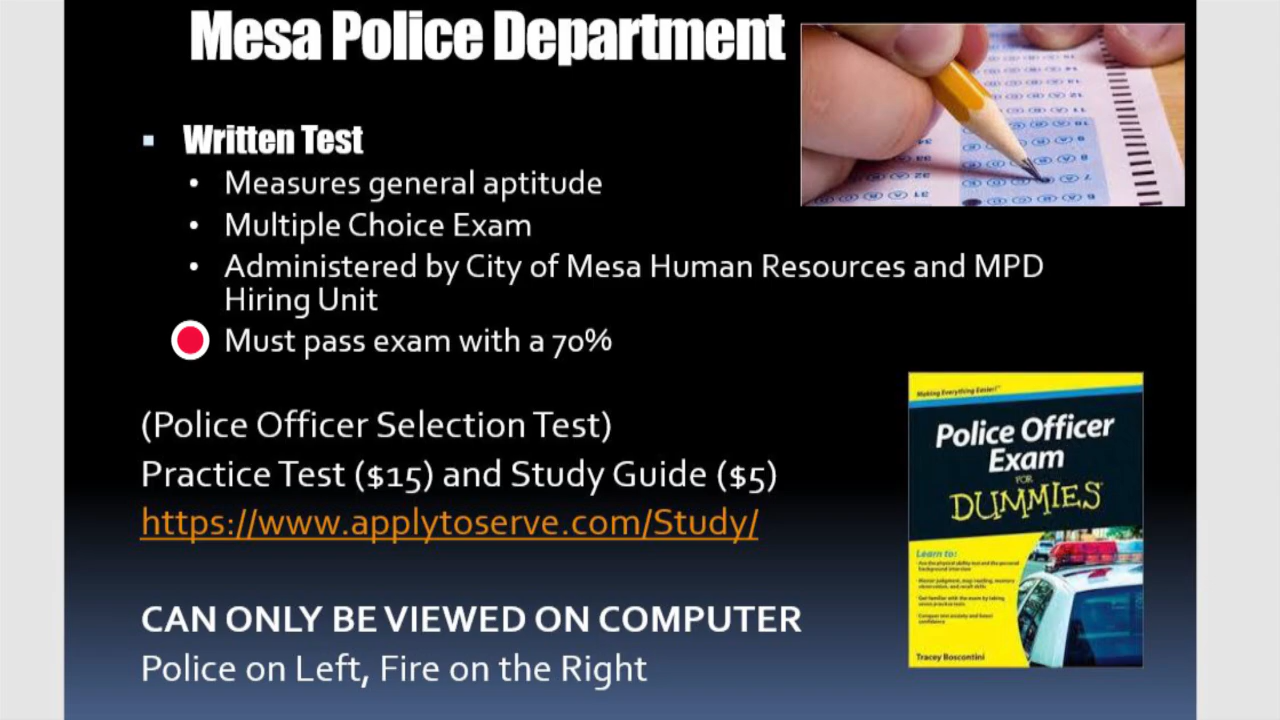 Mesa Police Department
Written Test
Measures general aptitude
Multiple Choice Exam
Administered by City of Mesa Human Resources and MPD
Hiring Unit
Must pass exam with a 70%
(Police Officer Selection Test)
Practice Test ($15) and Study Guide ($5)
https://www.applytoserve.com/Study/
CAN ONLY BE VIEWED ON COMPUTER
Police on Left, Fire on the Right
Making Everything Easier!™
Police Officer
Exam
FOR
DUMMIES
Learn to:
Ace the physical ability test and the personal
background interview
Master judgment, map reading, memory
observation, and recall skills
Get familiar with the exam by taking
seven practice tests
Conquer test anxiety and boost
confidence
Tracey Boscontini